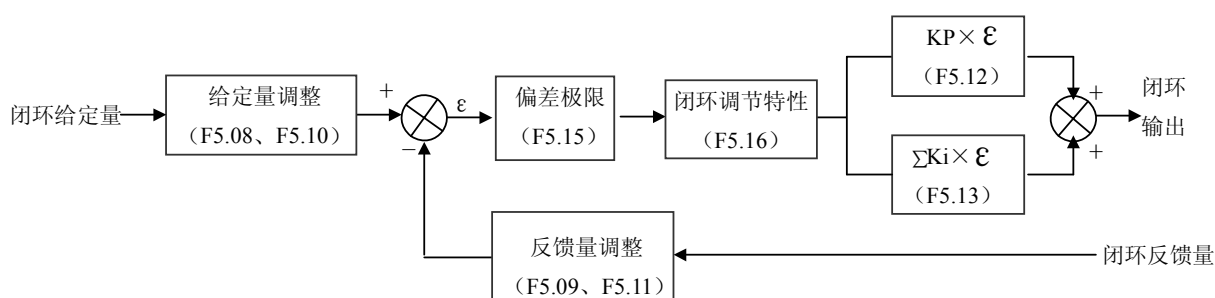 闭环给定量
给定量调整
（F5.08、F5.10）
+
−
ε
偏差极限
（F5.15）
闭环调节特性
（F5.16）
KP× ε
（F5.12）
∑Ki× ε
（F5.13）
+
+
闭环
输出
反馈量调整
（F5.09、F5.11）
闭环反馈量